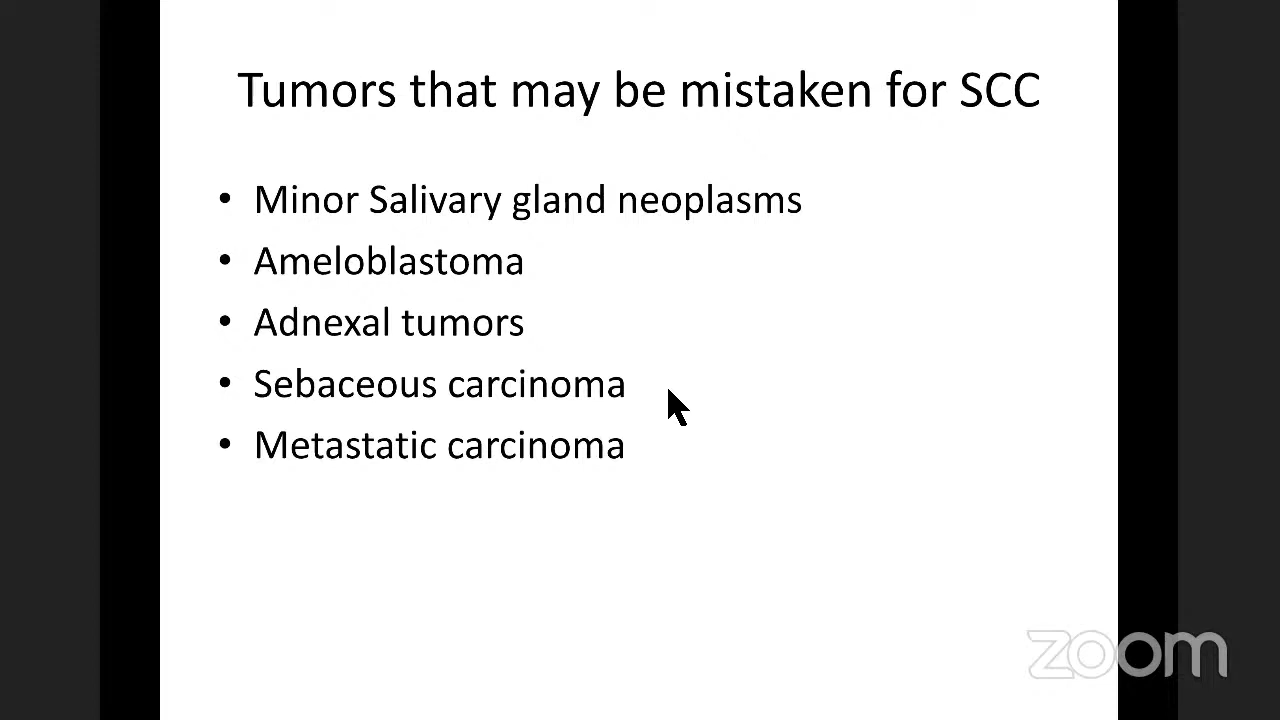 Tumors that may be mistaken for SCC
• Minor Salivary gland neoplasms
• Ameloblastoma
• Adnexal tumors
• Sebaceous carcinoma
• Metastatic carcinoma
zoom